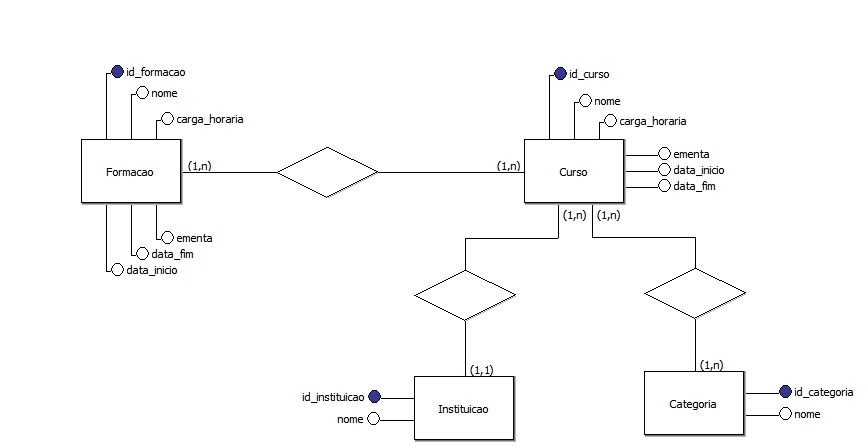 id_formacao
nome
carga_horaria
Formacao
(1,n)
ementa
data_fim
data_inicio
(1,n)
id_curso
nome
carga_horaria
Curso
ementa
data_inicio
data_fim
(1,n)
(1,n)
(1,1)
id_instituicao
nome
Instituicao
(1,n)
Categoria
id_categoria
nome